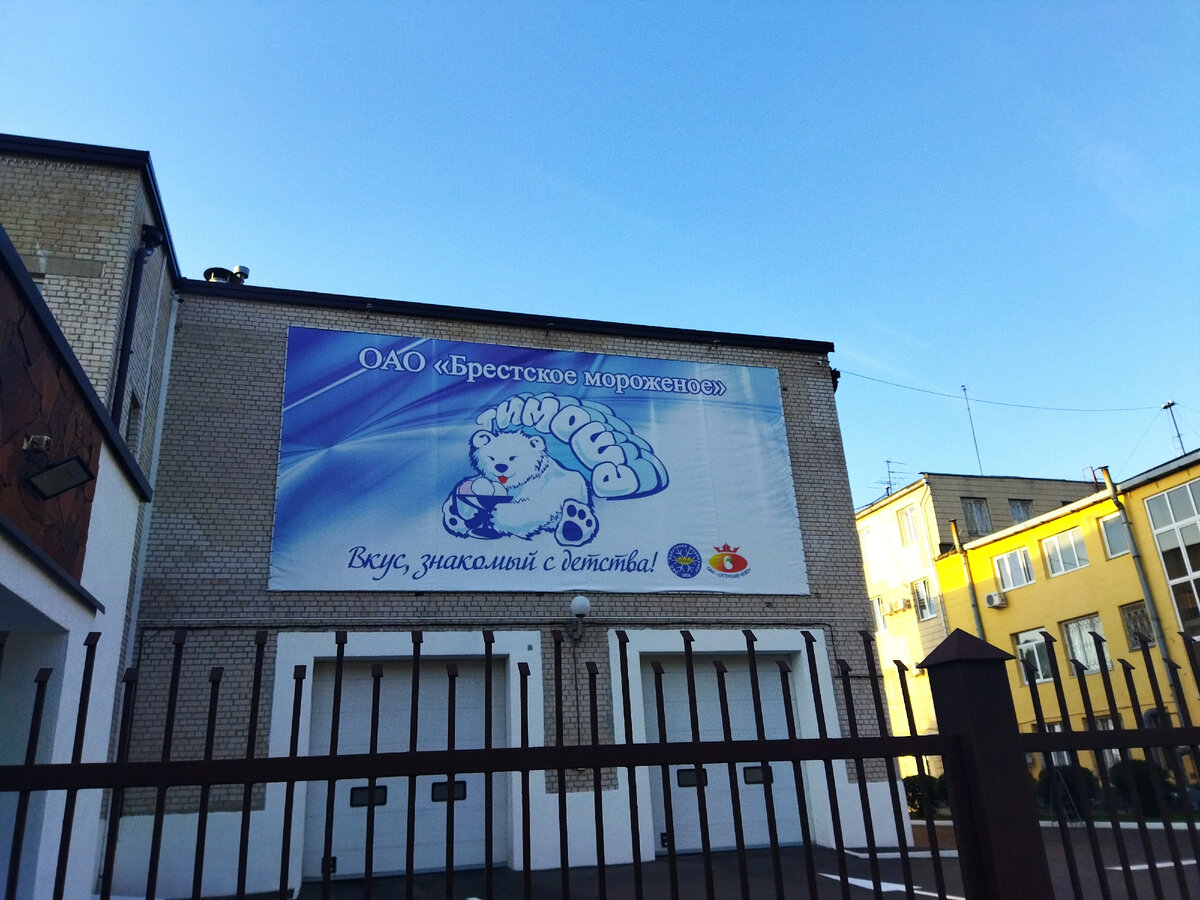 ОАО «Брестское мороженое»
Тимоша
Вкус, знакомый с детства!